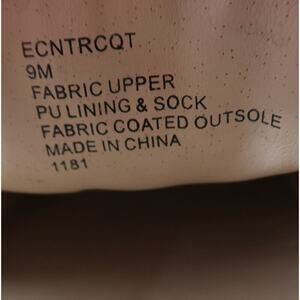 ECNTRCQT
9M
FABRIC UPPER
PU LINING & SOCK
FABRIC COATED OUTSOLE
MADE IN CHINA
1181